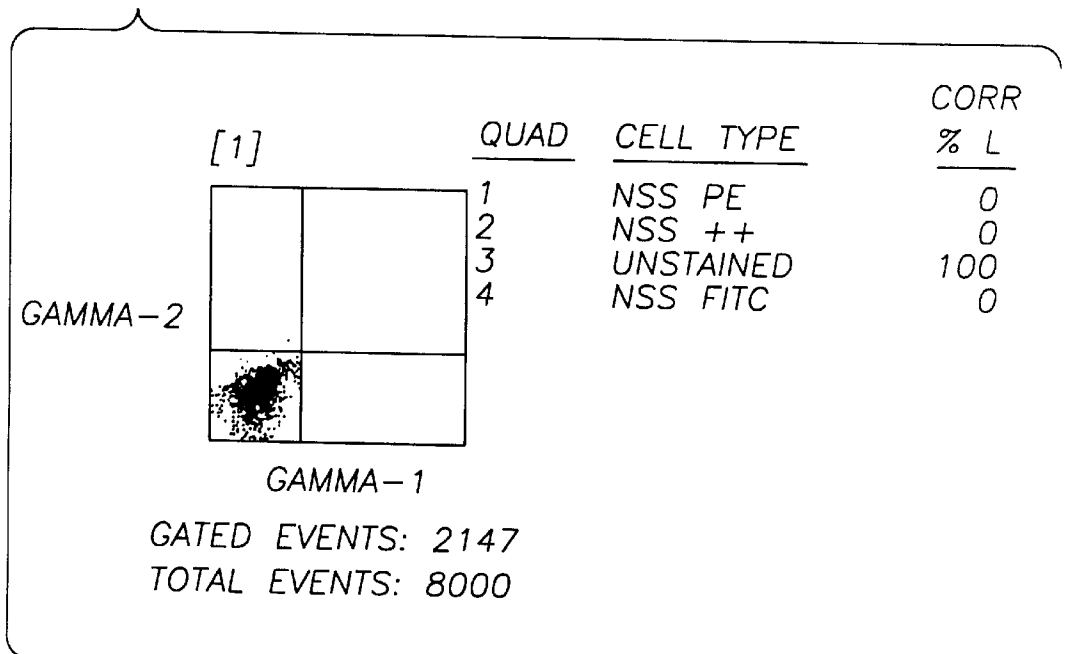 CORR
[1] QUAD CELL TYPE % L
1 NSS PE 0
2 NSS ++ 0
3 UNSTAINED 100
4 NSS FITC 0
GAMMA-2
GAMMA-1
GATED EVENTS: 2147
TOTAL EVENTS: 8000